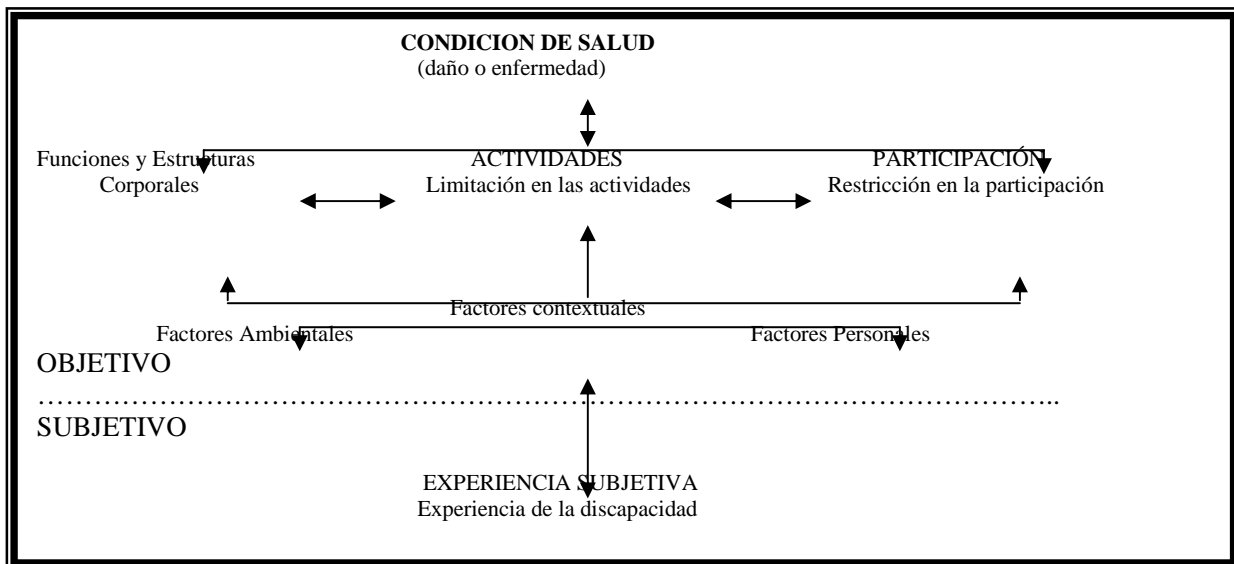 CONDICION DE SALUD
(daño o enfermedad)
Funciones y Estructuras ACTIVIDADES PARTICIPACIÓN
Corporales Limitación en las actividades Restricción en la participación
Factores contextuales
Factores Ambientales Factores Personales
OBJETIVO
…………………………………………………………………………………………..
SUBJETIVO
EXPERIENCIA SUBJETIVA
Experiencia de la discapacidad